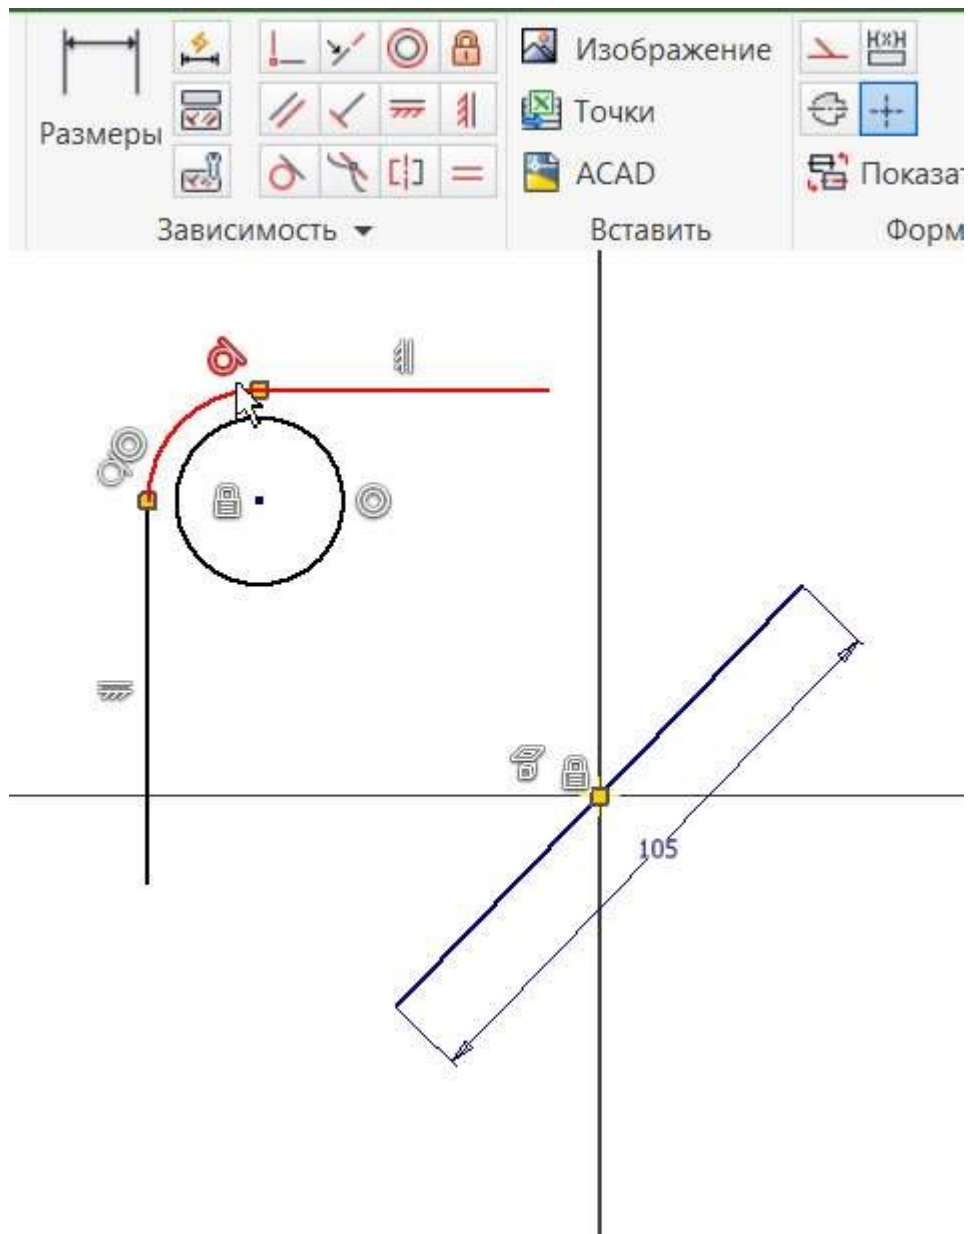 Размеры
Зависимость
Изображение
Точки
ACAD
Вставить
Показат
Форм
105